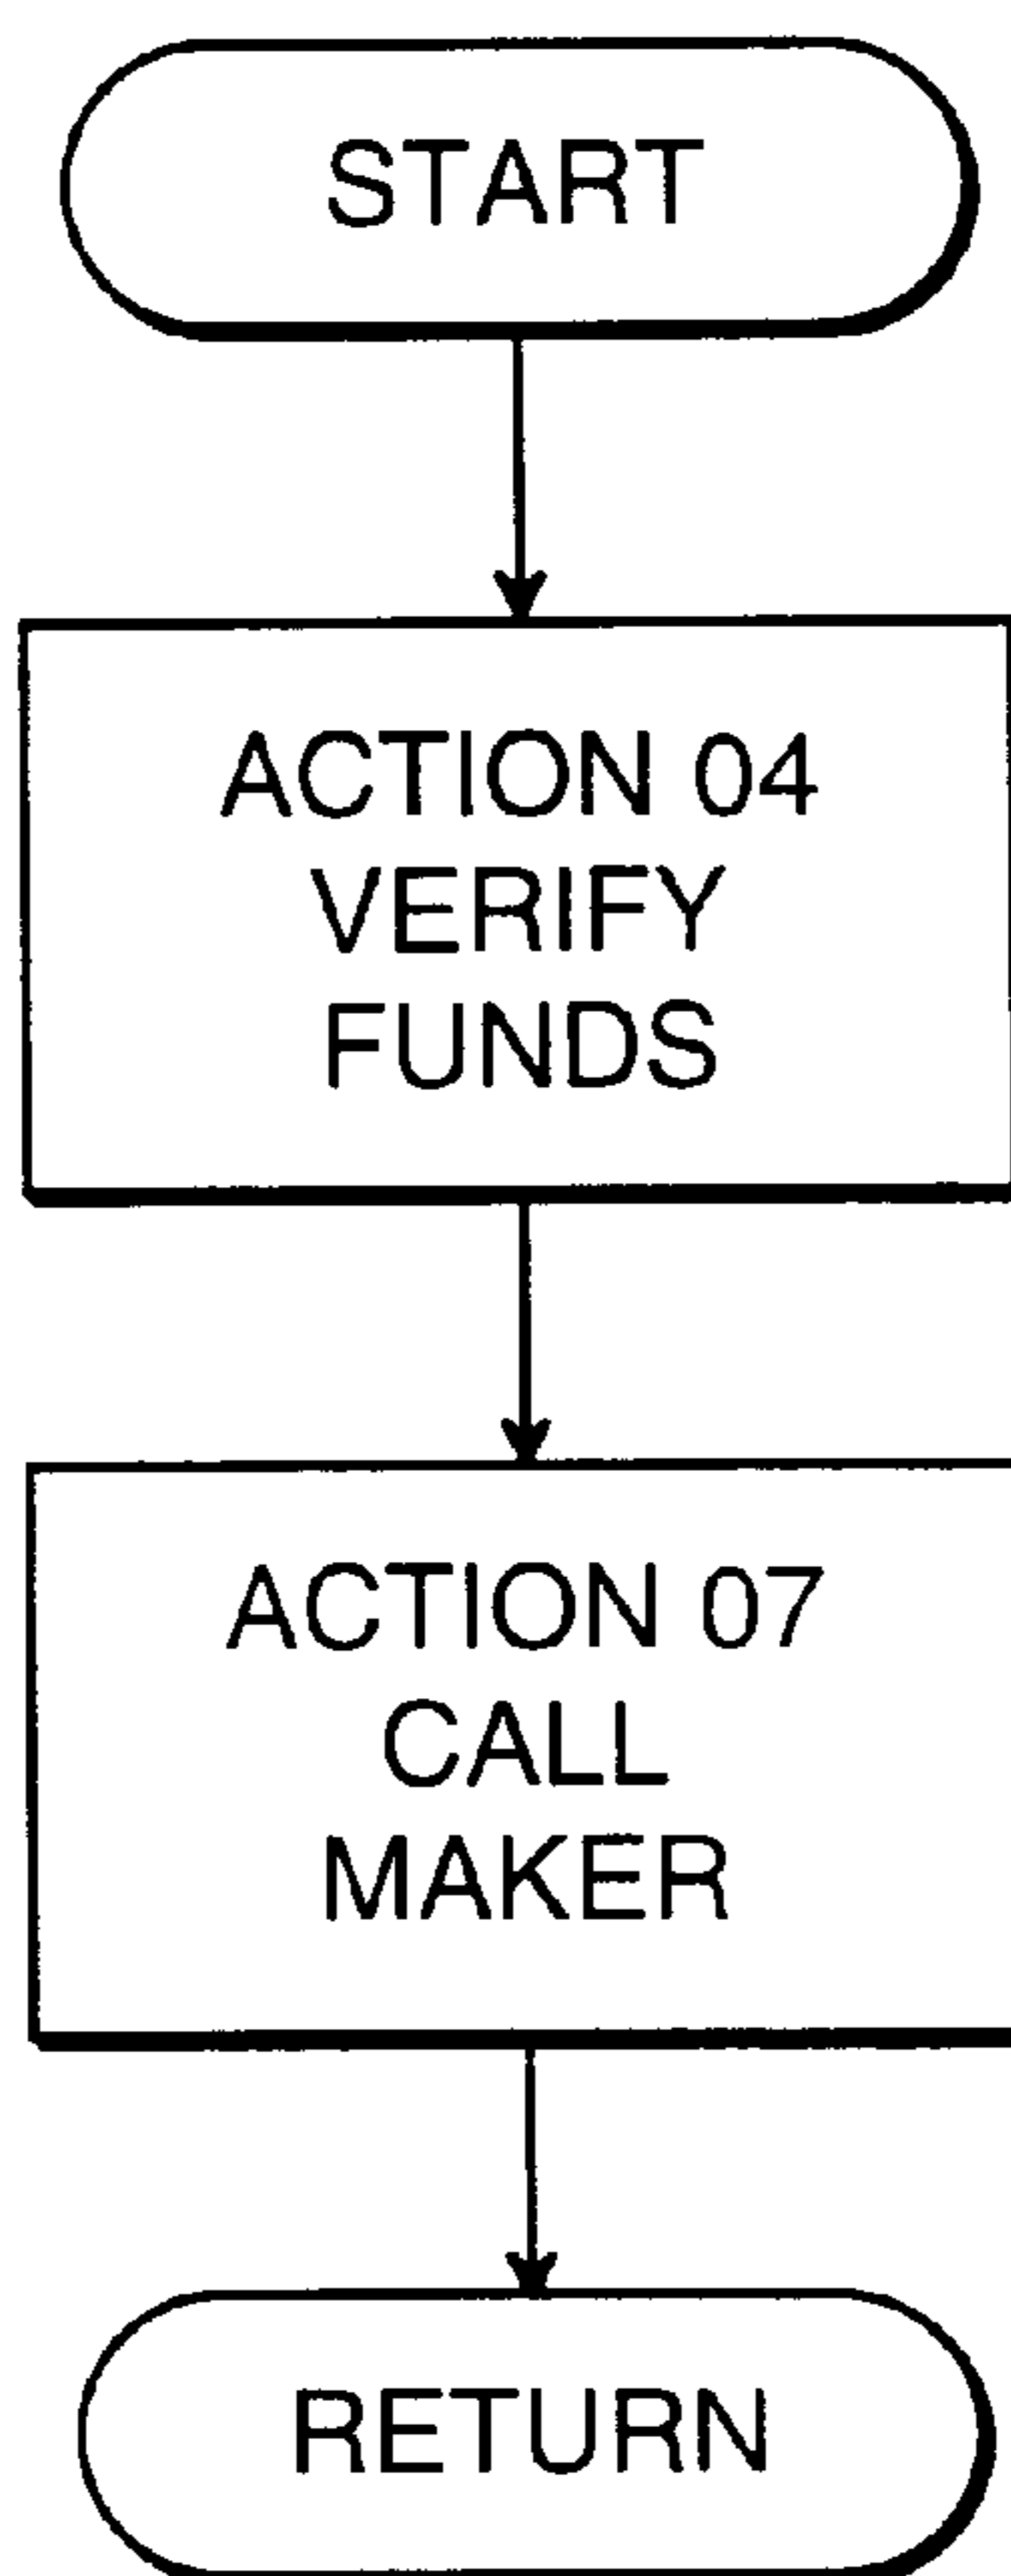 START
ACTION 04
VERIFY
FUNDS
ACTION 07
CALL
MAKER
RETURN